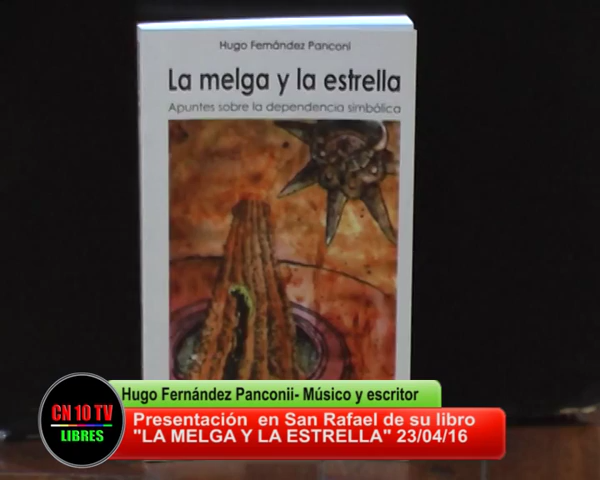 Hugo Fernández Panconi
La melga y la estrella
Apuntes sobre la dependencia simbólica
Hugo Fernández Panconii- Músico y escritor
CN 10 TV
LIBRES
Presentación en San Rafael de su libro
"LA MELGA Y LA ESTRELLA" 23/04/16